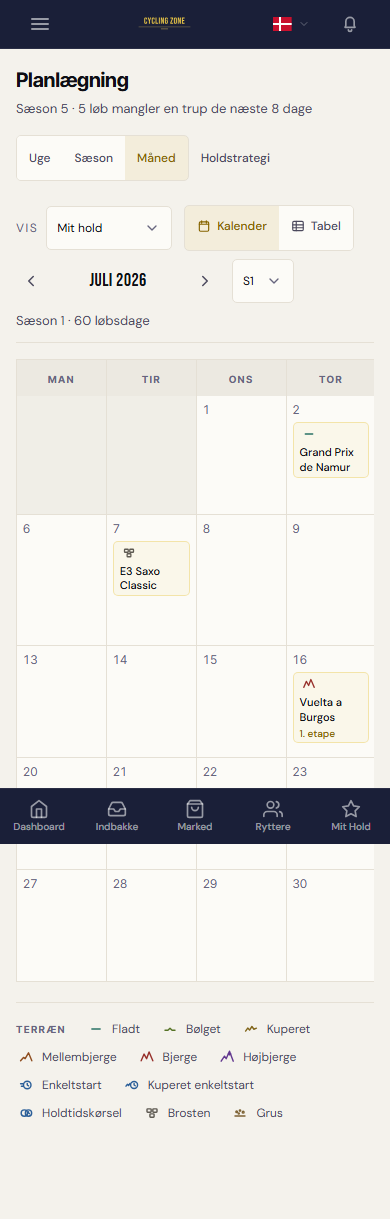 CYCLING ZONE
Planlægning
Sæson 5 · 5 løb mangler en trup de næste 8 dage
Uge Sæson Måned Holdstrategi
VIS Mit hold Kalender Tabel
JULI 2026 S1
Sæson 1 · 60 løbsdage
MAN TIR ONS TOR
1 2
Grand Prix
de Namur
6 7 8 9
E3 Saxo
Classic
13 14 15 16
Vuelta a
Burgos
1. etape
20 21 22 23
Dashboard Indbakke Marked Ryttere Mit Hold
27 28 29 30
TERRÆN Fladt Bølget Kuperet
Mellembjerge Bjerge Højbjerge
Enkeltstart Kuperet enkeltstart
Holdtidskørsel Brosten Grus